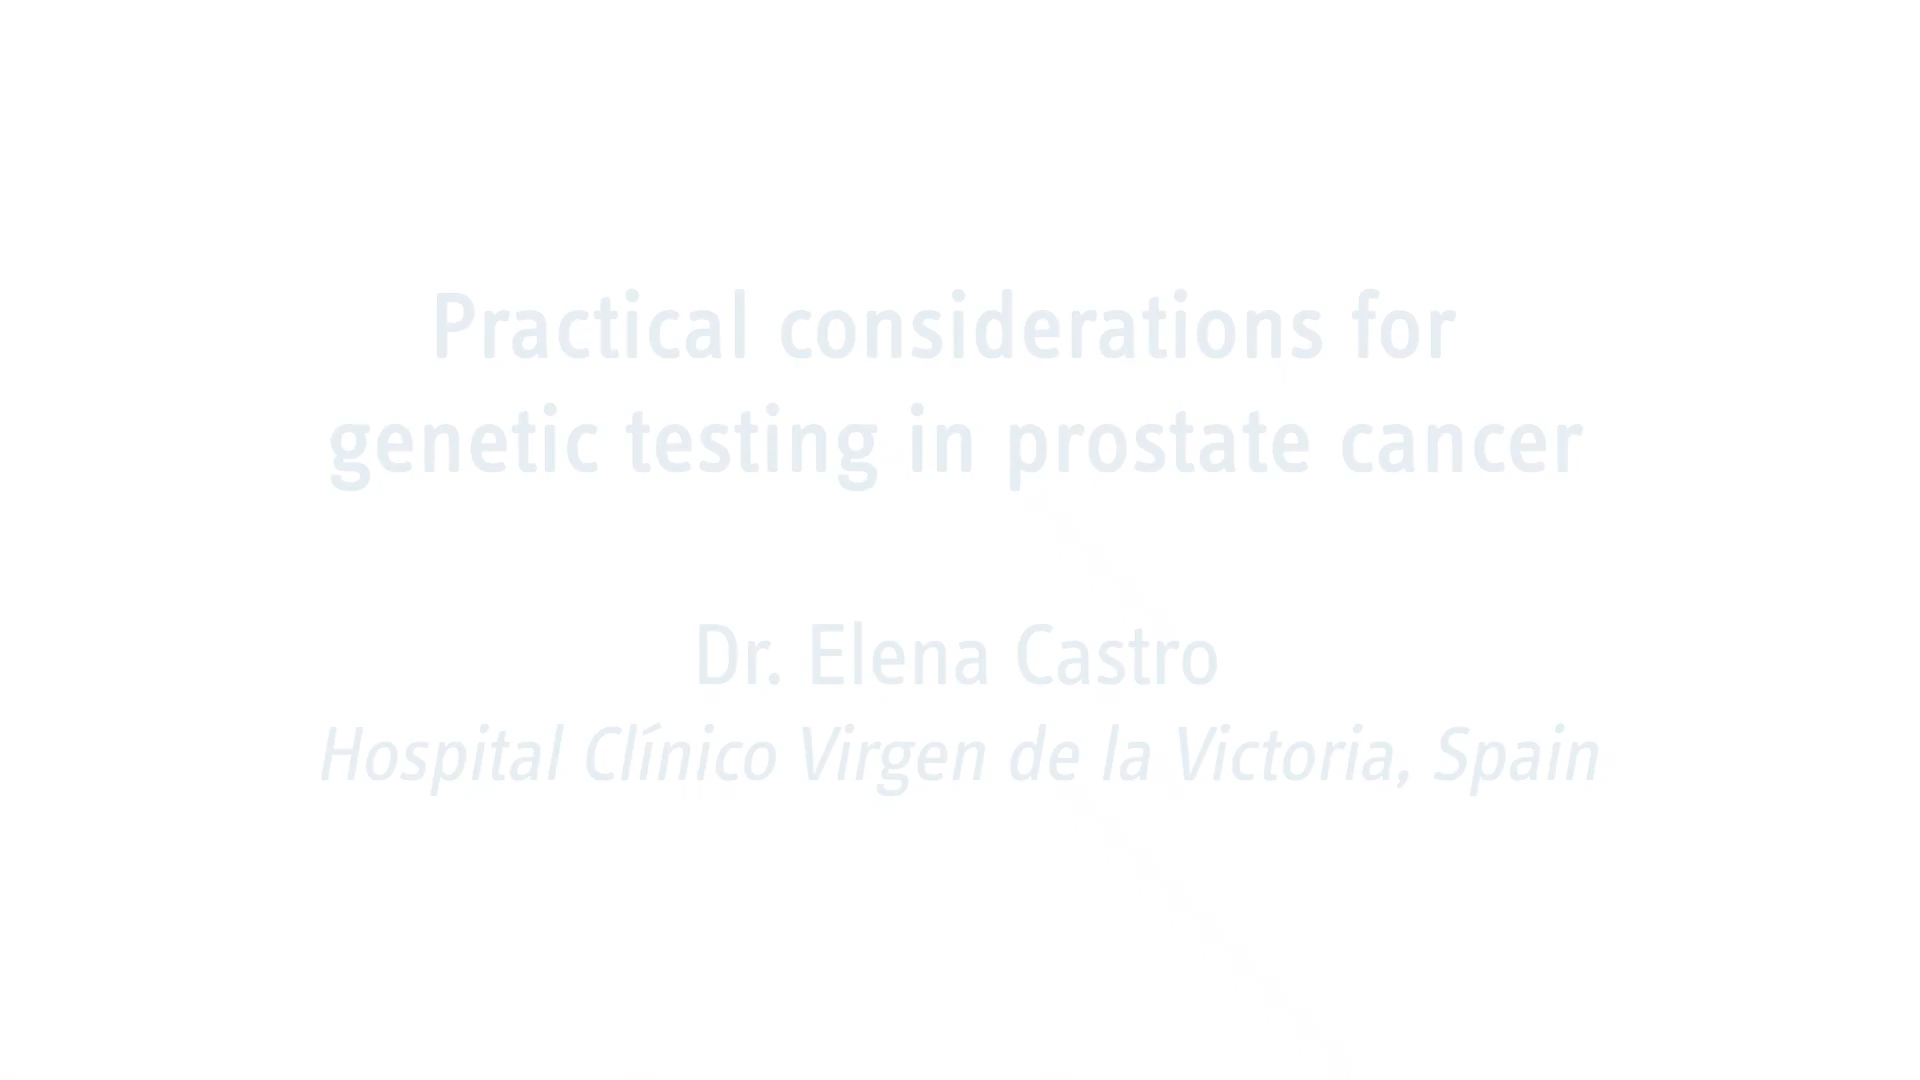 Practical considerations for
genetic testing in prostate cancer
Dr. Elena Castro
Hospital Clínico Virgen de la Victoria, Spain